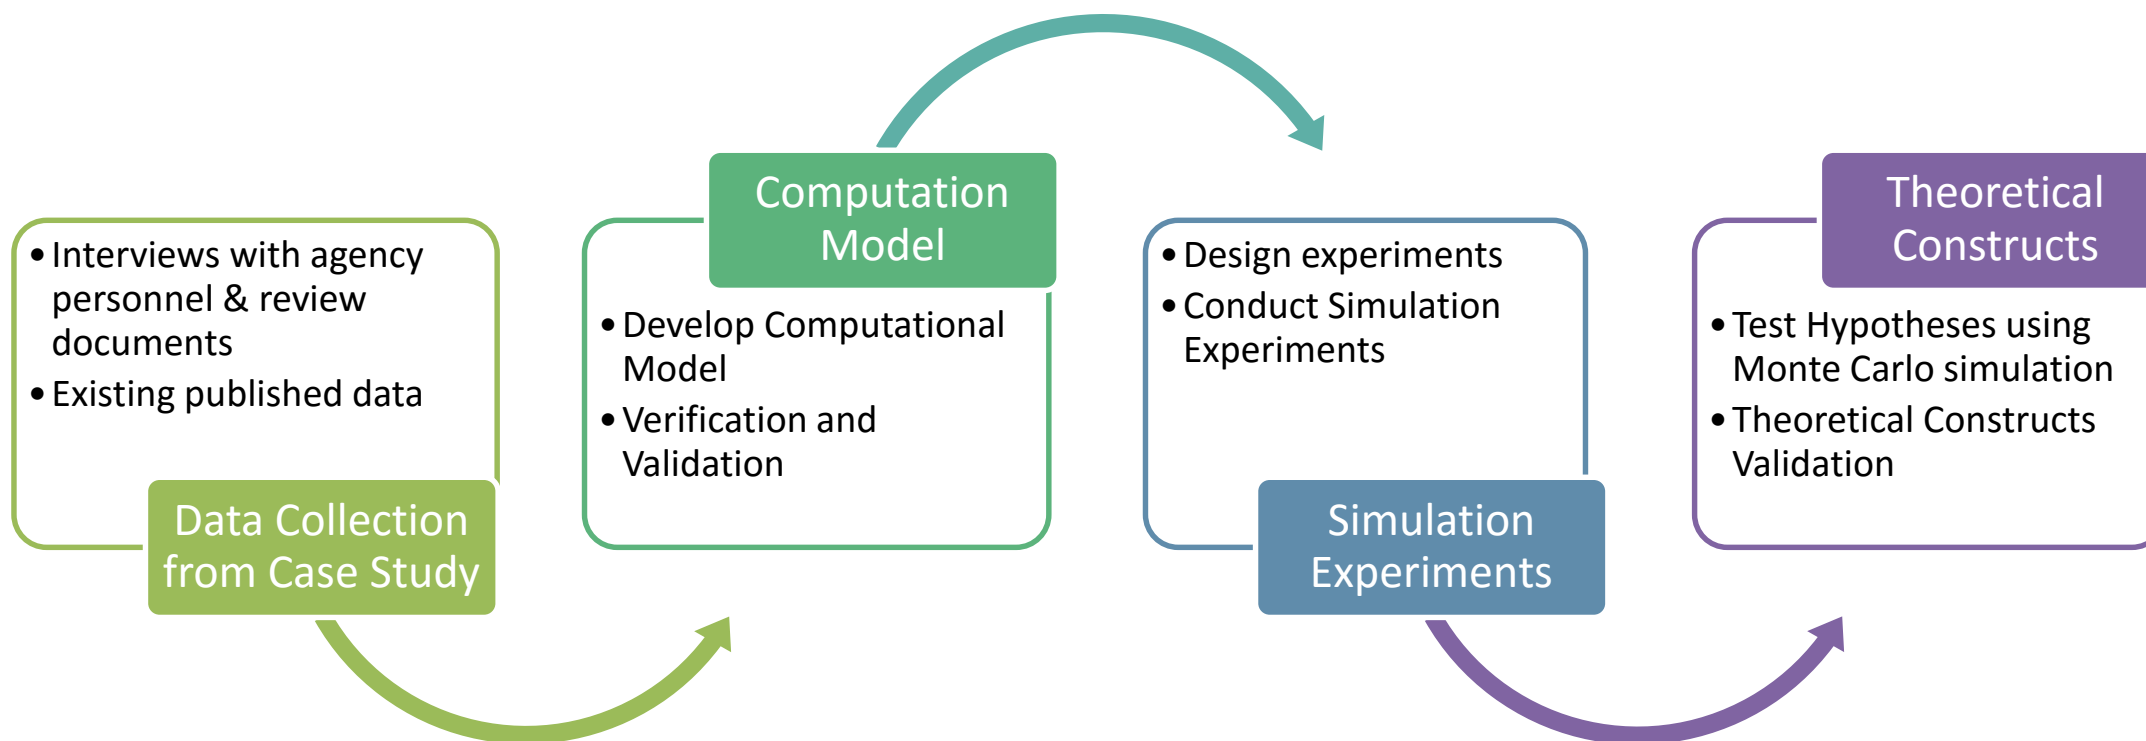 • Interviews with agency
personnel & review
documents
• Existing published data
Data Collection
from Case Study
Computation
Model
• Develop Computational
Model
• Verification and
Validation
• Design experiments
• Conduct Simulation
Experiments
Simulation
Experiments
Theoretical
Constructs
• Test Hypotheses using
Monte Carlo simulation
• Theoretical Constructs
Validation